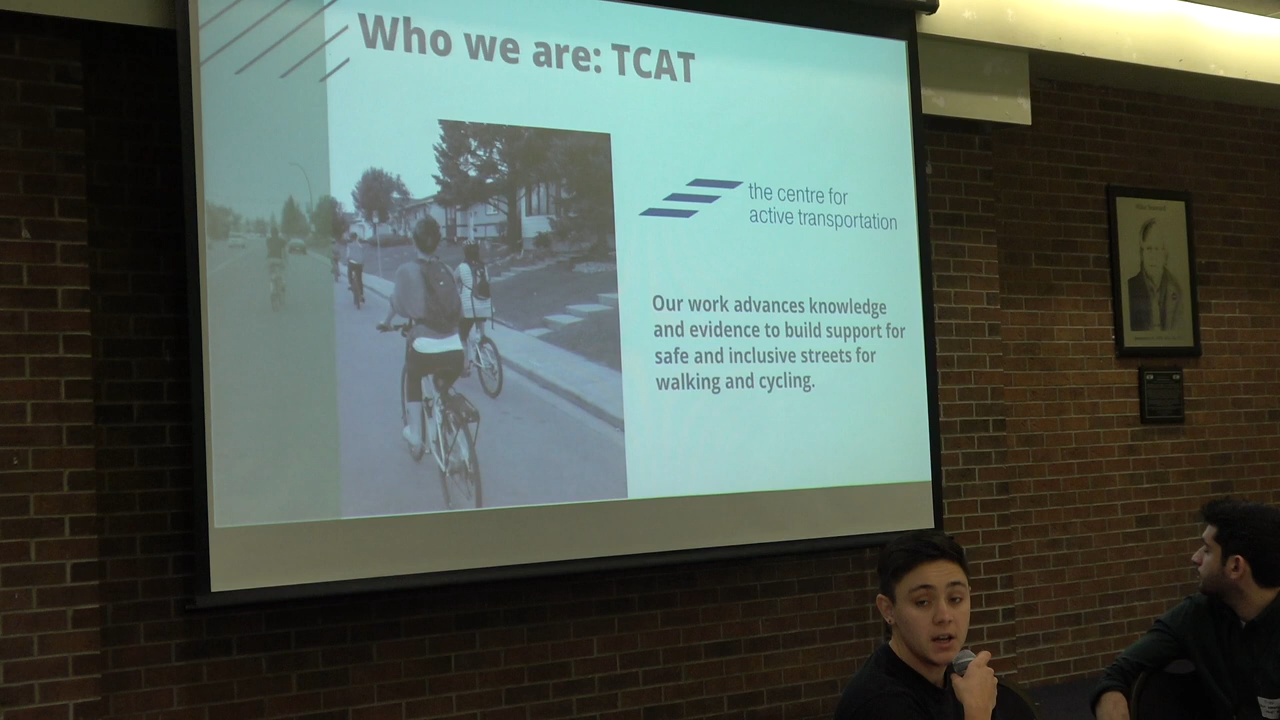 Who we are: TCAT
the centre for
active transportation
Our work advances knowledge
and evidence to build support for
safe and inclusive streets for
walking and cycling.